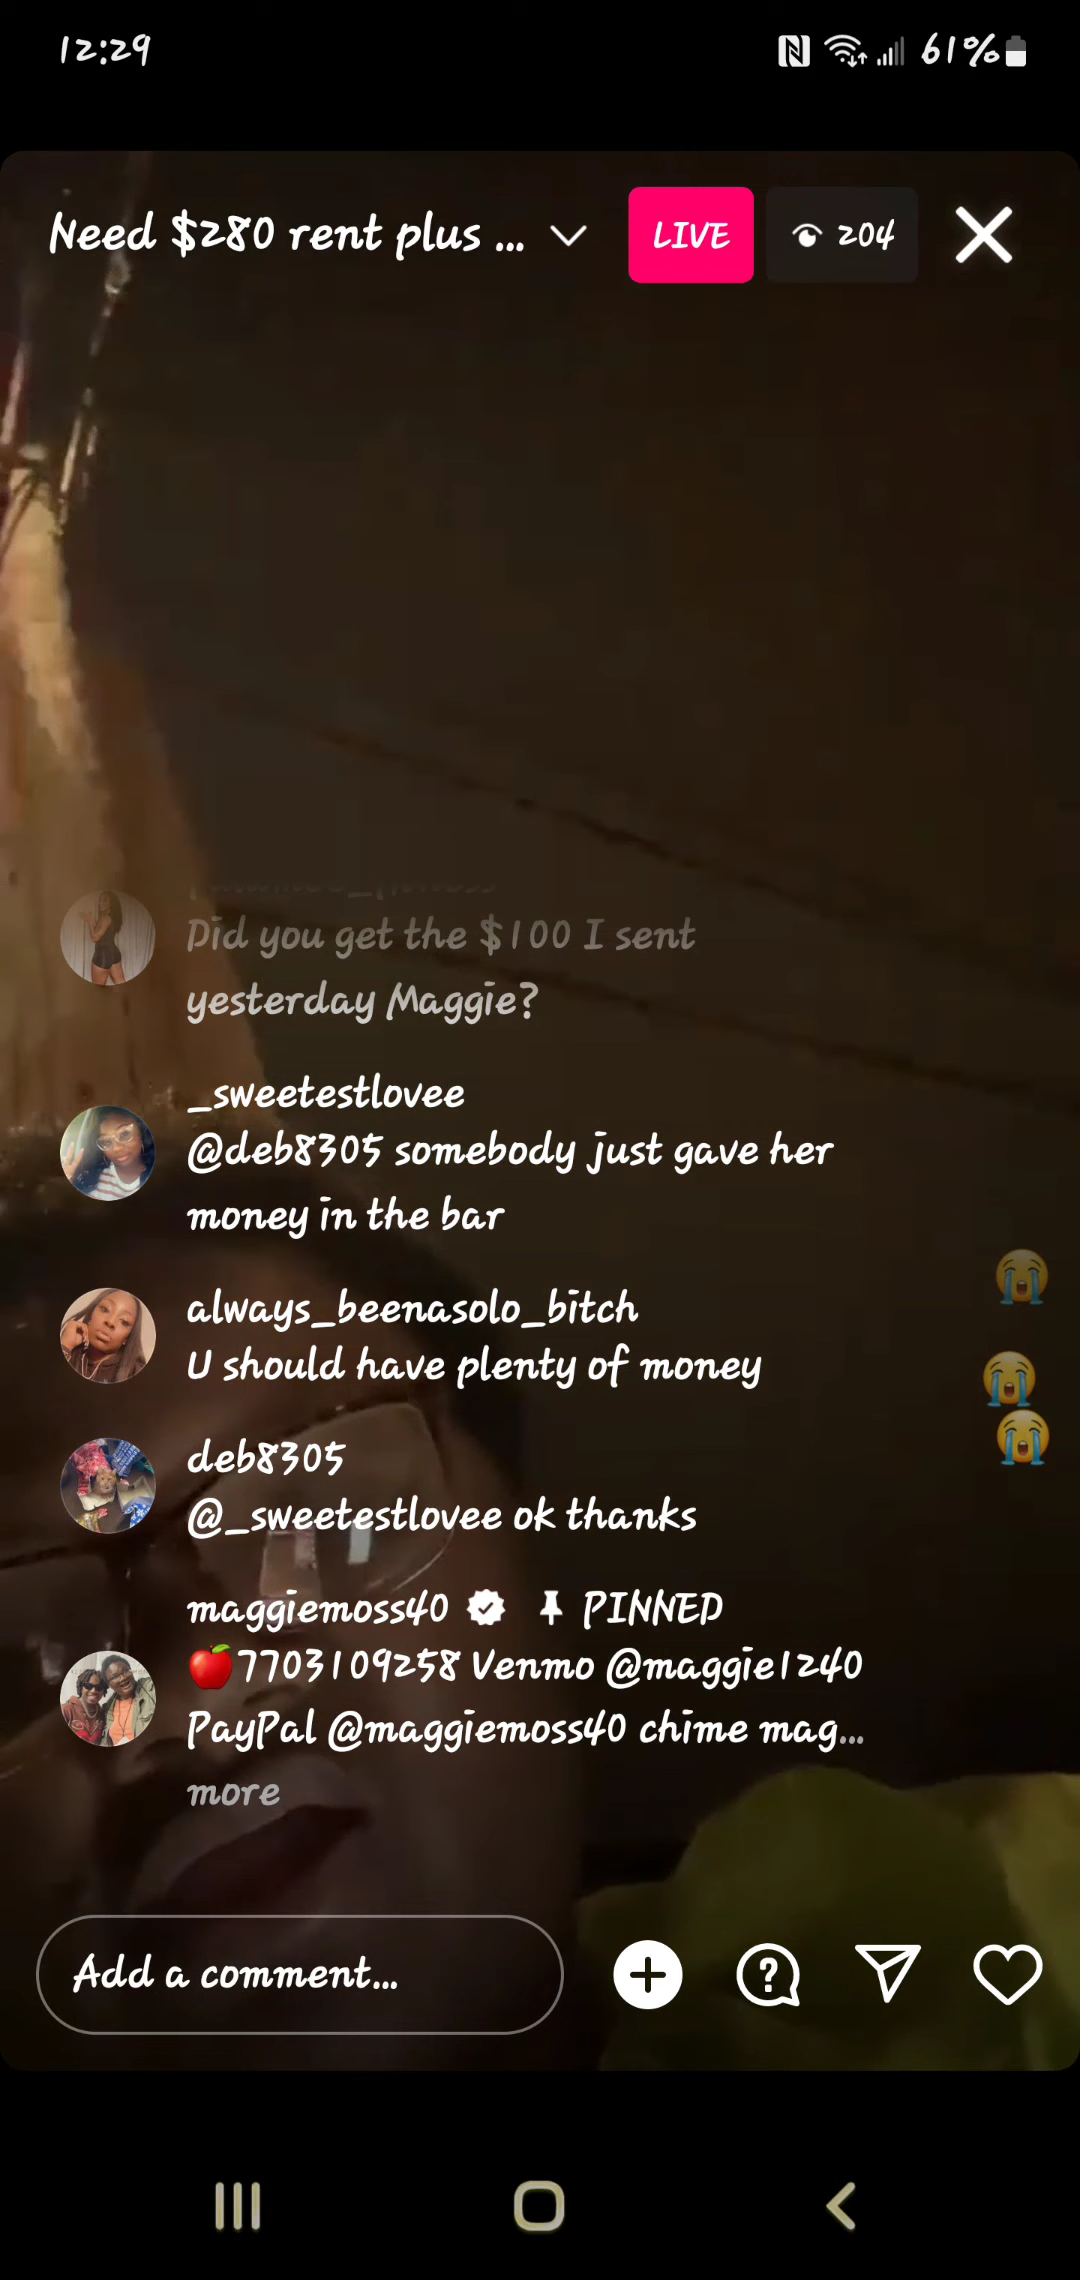 12:29
61%
Need $280 rent plus ...
LIVE
204
Did you get the $100 I sent
yesterday Maggie?
_sweetestlovee
@deb8305 somebody just gave her
money in the bar
always_beenasolo_bitch
U should have plenty of money
deb8305
@_sweetestlovee ok thanks
maggiemoss40 PINNED
🍎7703109258 Venmo @maggie1240
PayPal @maggiemoss40 chime mag...
more
Add a comment...